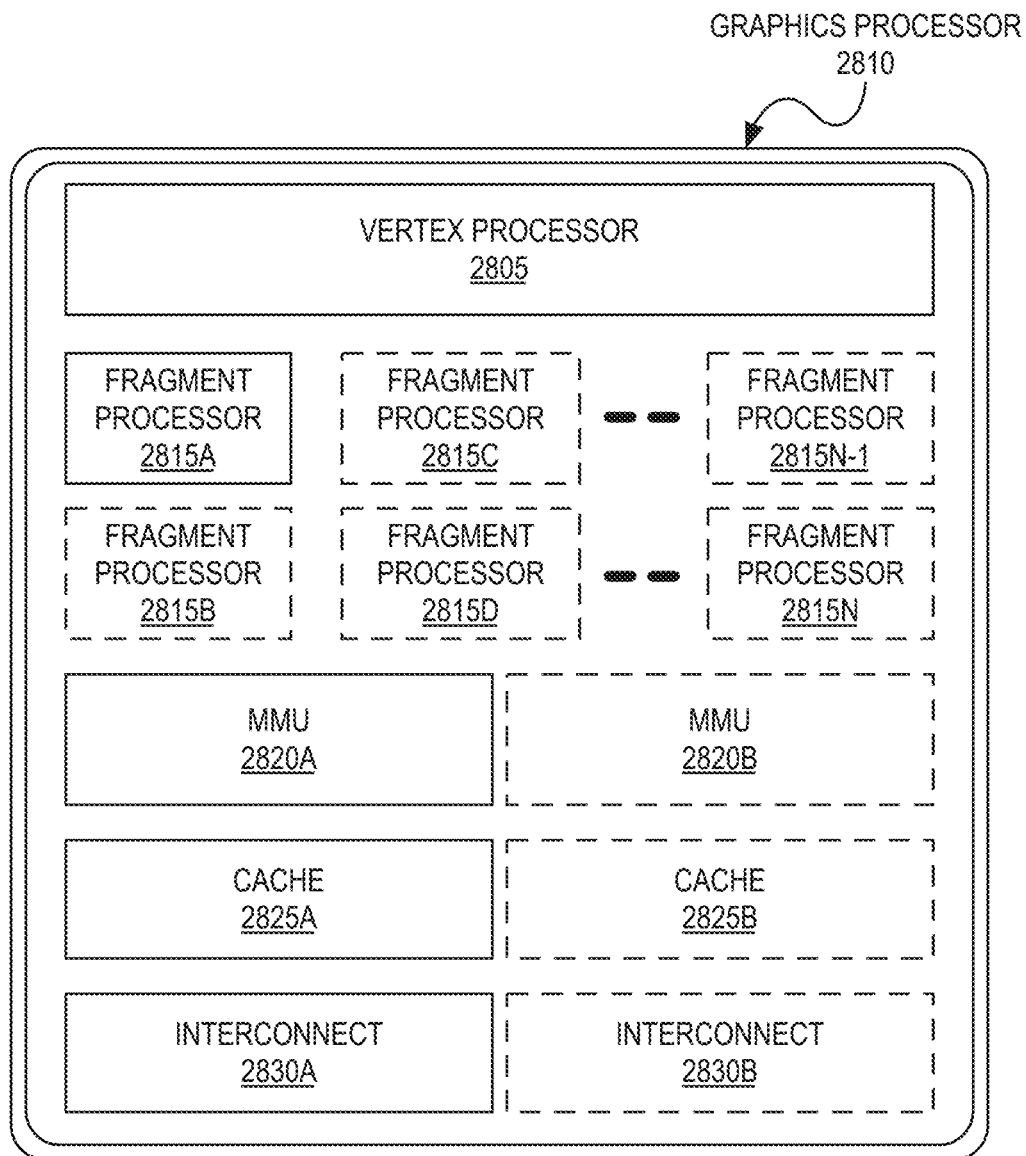 GRAPHICS PROCESSOR
2810
VERTEX PROCESSOR
2805
FRAGMENT
PROCESSOR
2815A
FRAGMENT
PROCESSOR
2815C
FRAGMENT
PROCESSOR
2815N-1
FRAGMENT
PROCESSOR
2815B
FRAGMENT
PROCESSOR
2815D
FRAGMENT
PROCESSOR
2815N
MMU
2820A
MMU
2820B
CACHE
2825A
CACHE
2825B
INTERCONNECT
2830A
INTERCONNECT
2830B